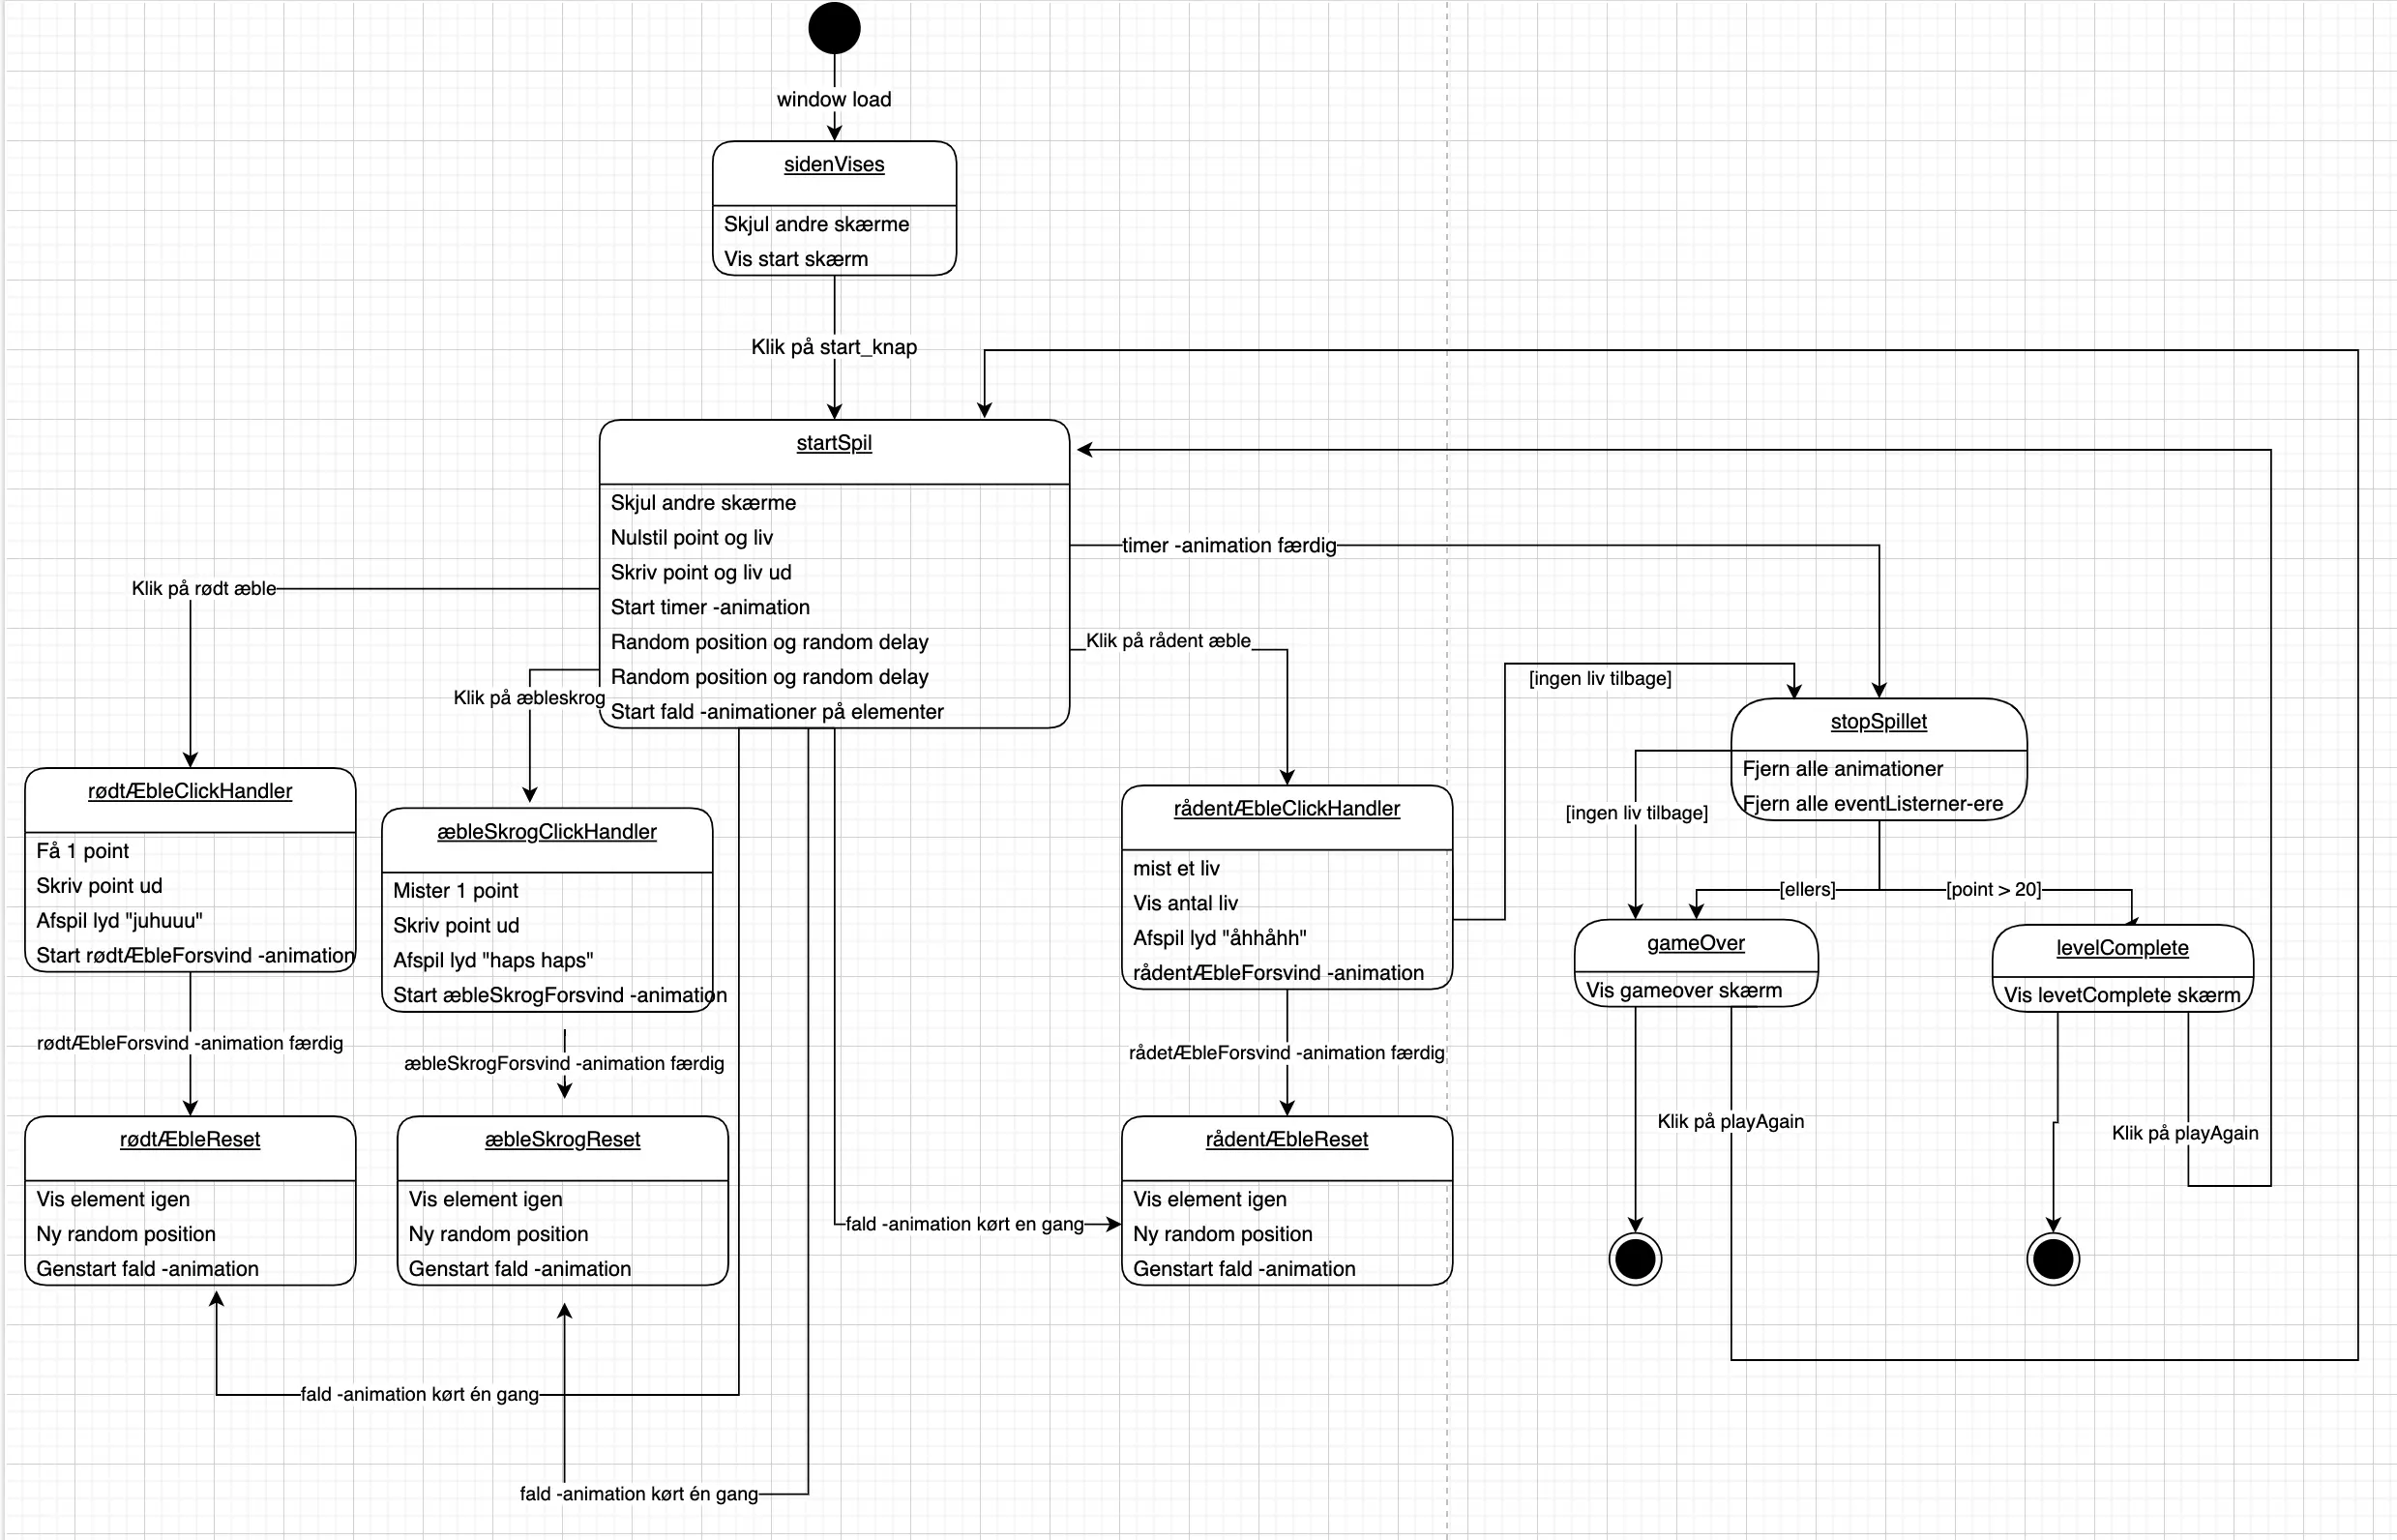 window load
sidenVises
Skjul andre skærme
Vis start skærm
Klik på start_knap
startSpil
Skjul andre skærme
Nulstil point og liv
Skriv point og liv ud
Start timer -animation
Random position og random delay
Random position og random delay
Start fald -animationer på elementer
timer -animation færdig
Klik på rødt æble
Klik på æbleskrog
Klik på rådent æble
[ingen liv tilbage]
stopSpillet
Fjern alle animationer
Fjern alle eventListerner-ere
rødtÆbleClickHandler
Få 1 point
Skriv point ud
Afspil lyd "juhuuu"
Start rødtÆbleForsvind -animation
æbleSkrogClickHandler
Mister 1 point
Skriv point ud
Afspil lyd "haps haps"
Start æbleSkrogForsvind -animation
rådentÆbleClickHandler
mist et liv
Vis antal liv
Afspil lyd "åhhåhh"
rådentÆbleForsvind -animation
[ingen liv tilbage]
[ellers]
[point > 20]
gameOver
Vis gameover skærm
levelComplete
Vis levetComplete skærm
rødtÆbleForsvind -animation færdig
æbleSkrogForsvind -animation færdig
rådetÆbleForsvind -animation færdig
Klik på playAgain
Klik på playAgain
rødtÆbleReset
Vis element igen
Ny random position
Genstart fald -animation
æbleSkrogReset
Vis element igen
Ny random position
Genstart fald -animation
fald -animation kørt en gang
rådentÆbleReset
Vis element igen
Ny random position
Genstart fald -animation
fald -animation kørt én gang
fald -animation kørt én gang